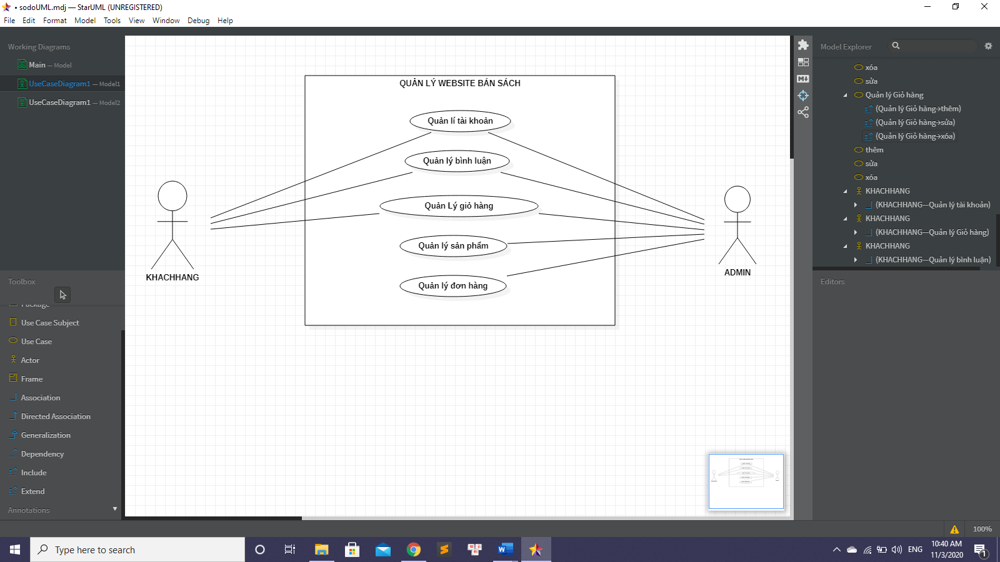 • sodoUML.mdj — StarUML (UNREGISTERED)
File Edit Format Model Tools View Window Debug Help
Working Diagrams
Main — Model
UseCaseDiagram1 — Model1
UseCaseDiagram1 — Model2
Toolbox
Package
Use Case Subject
Use Case
Actor
Frame
Association
Directed Association
Generalization
Dependency
Include
Extend
Annotations
QUẢN LÝ WEBSITE BÁN SÁCH
Quản lí tài khoản
Quản lý bình luận
Quản Lý giỏ hàng
Quản lý sản phẩm
Quản lý đơn hàng
KHACHHANG
ADMIN
Model Explorer
xóa
sửa
Quản lý Giỏ hàng
(Quản lý Giỏ hàng→thêm)
(Quản lý Giỏ hàng→sửa)
(Quản lý Giỏ hàng→xóa)
thêm
sửa
xóa
KHACHHANG
(KHACHHANG—Quản lý tài khoản)
KHACHHANG
(KHACHHANG—Quản lý Giỏ hàng)
KHACHHANG
(KHACHHANG—Quản lý bình luận)
Editors
100%
Type here to search
ENG
10:40 AM
11/3/2020
1